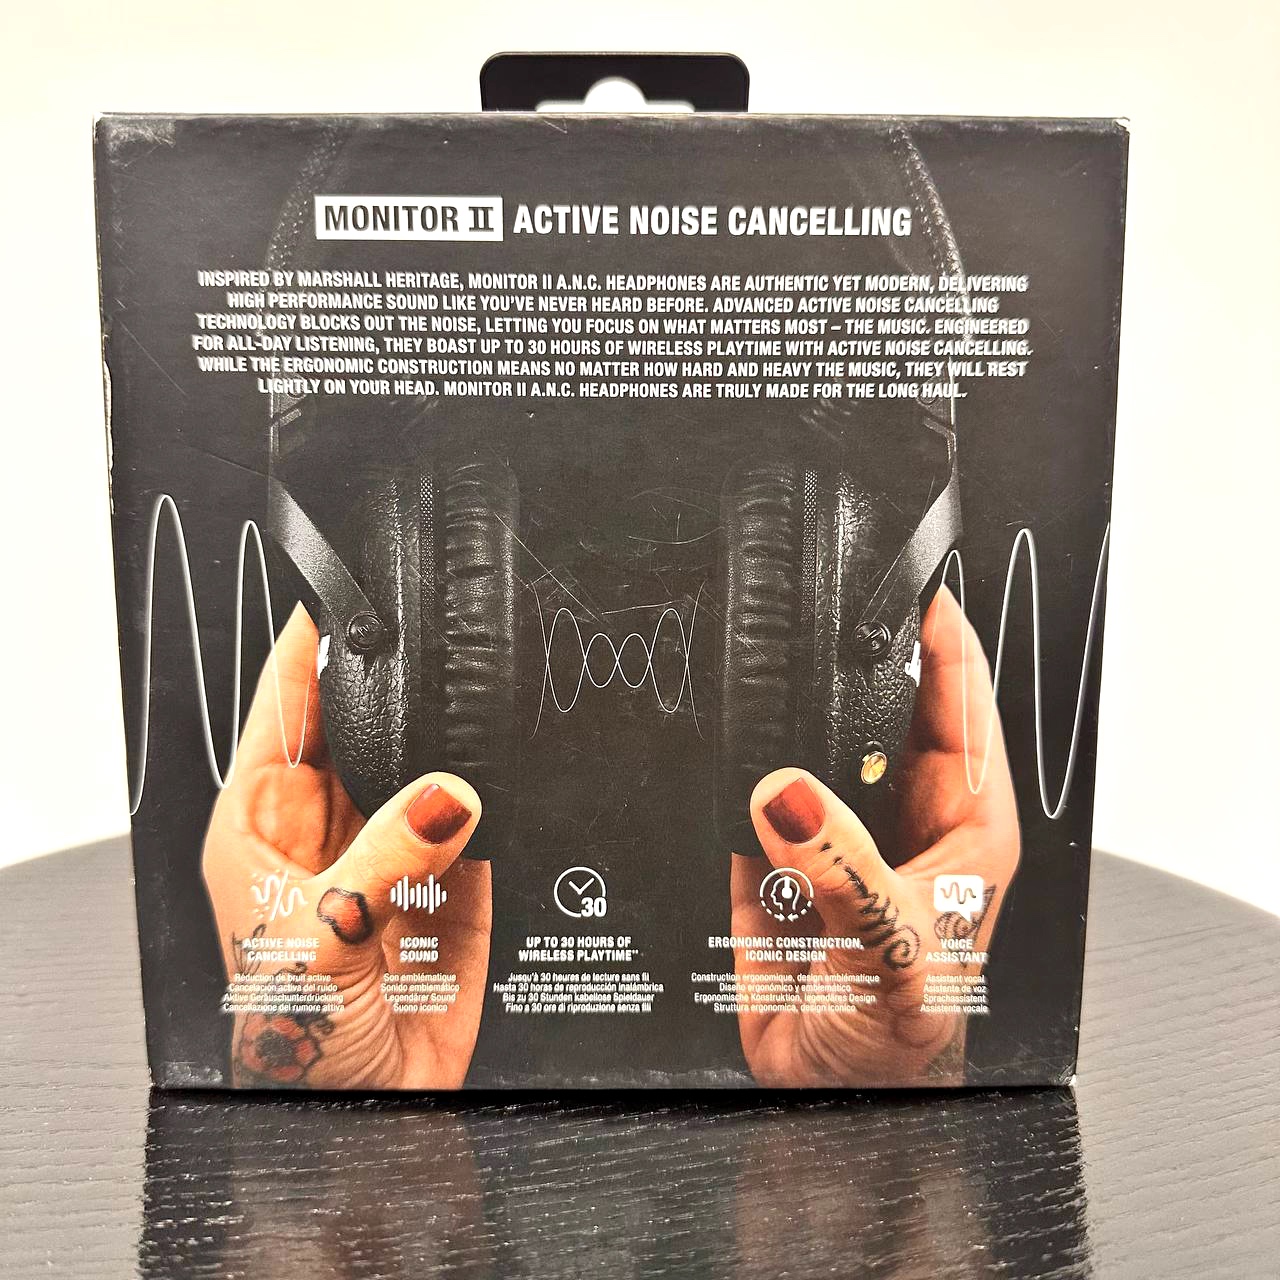 MONITOR II ACTIVE NOISE CANCELLING
INSPIRED BY MARSHALL HERITAGE, MONITOR II A.N.C. HEADPHONES ARE AUTHENTIC YET MODERN, DELIVERING
HIGH PERFORMANCE SOUND LIKE YOU'VE NEVER HEARD BEFORE. ADVANCED ACTIVE NOISE CANCELLING
TECHNOLOGY BLOCKS OUT THE NOISE, LETTING YOU FOCUS ON WHAT MATTERS MOST – THE MUSIC. ENGINEERED
FOR ALL-DAY LISTENING, THEY BOAST UP TO 30 HOURS OF WIRELESS PLAYTIME WITH ACTIVE NOISE CANCELLING.
WHILE THE ERGONOMIC CONSTRUCTION MEANS NO MATTER HOW HARD AND HEAVY THE MUSIC, THEY WILL REST
LIGHTLY ON YOUR HEAD. MONITOR II A.N.C. HEADPHONES ARE TRULY MADE FOR THE LONG HAUL.
ACTIVE NOISE
CANCELLING
Réduction de bruit active
Cancelación activa del ruido
Aktive Geräuschunterdrückung
Cancellazione del rumore attiva
ICONIC
SOUND
Son emblématique
Sonido emblemático
Legendärer Sound
Suono iconico
30
UP TO 30 HOURS OF
WIRELESS PLAYTIME**
Jusqu'à 30 heures de lecture sans fil
Hasta 30 horas de reproducción inalámbrica
Bis zu 30 Stunden kabellose Spieldauer
Fino a 30 ore di riproduzione senza fili
ERGONOMIC CONSTRUCTION,
ICONIC DESIGN
Construction ergonomique, design emblématique
Diseño ergonómico y emblemático
Ergonomische Konstruktion, legendäres Design
Struttura ergonomica, design iconico
VOICE
ASSISTANT
Assistant vocal
Asistente de voz
Sprachassistent
Assistente vocale